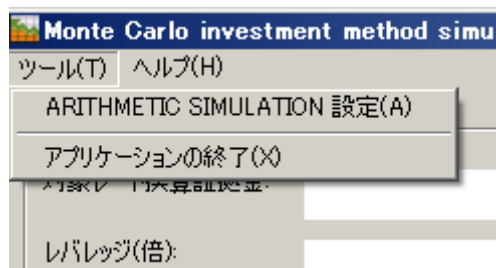 Monte Carlo investment method simu
ツール(T) ヘルプ(H)
ARITHMETIC SIMULATION 設定(A)
アプリケーションの終了(X)
レバレッジ(倍):